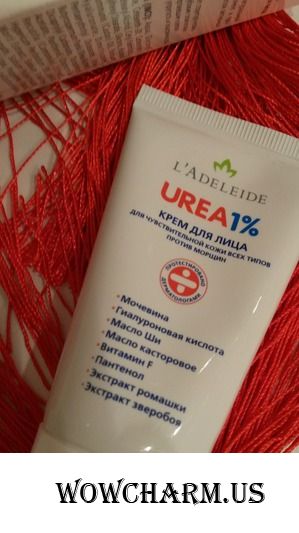 L'ADELEIDE
UREA1%
КРЕМ ДЛЯ ЛИЦА
ДЛЯ ЧУВСТВИТЕЛЬНОЙ КОЖИ ВСЕХ ТИПОВ
ПРОТИВ МОРЩИН
ПРОТЕСТИРОВАНО
ДЕРМАТОЛОГАМИ
• Мочевина
• Гиалуроновая кислота
• Масло Ши
• Масло касторовое
• Витамин F
• Пантенол
• Экстракт ромашки
• Экстракт зверобоя
WOWCHARM.US